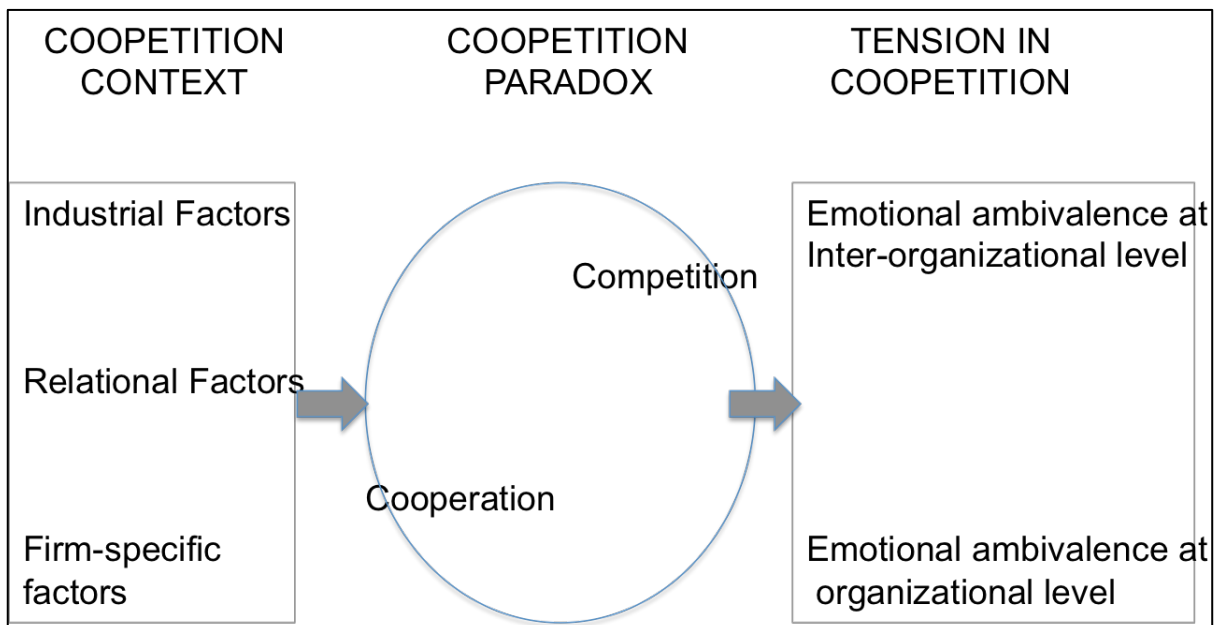 COOPETITION
CONTEXT
COOPETITION
PARADOX
TENSION IN
COOPETITION
Industrial Factors
Relational Factors
Firm-specific
factors
Competition
Cooperation
Emotional ambivalence at
Inter-organizational level
Emotional ambivalence at
organizational level